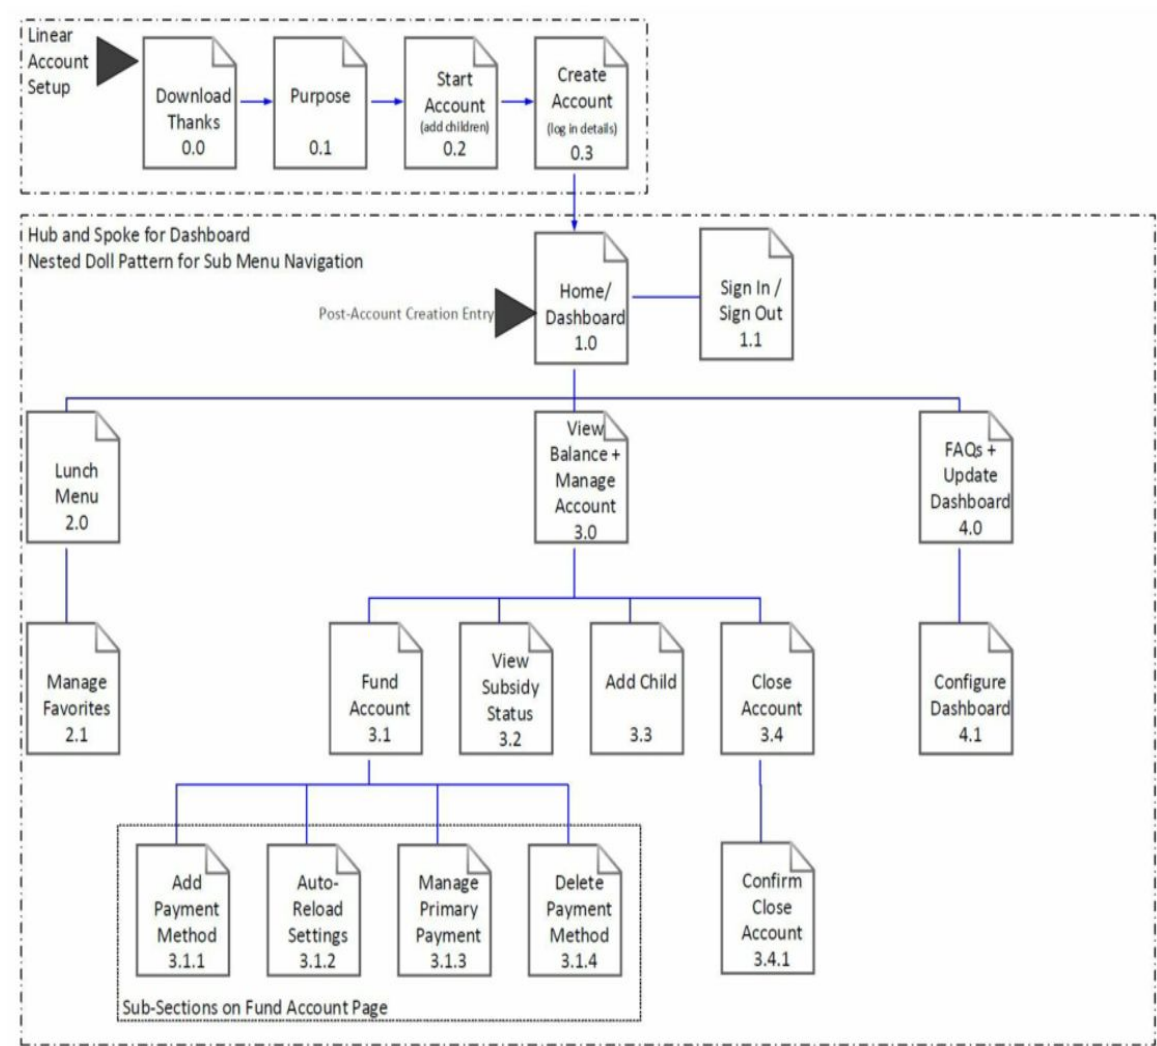 Linear
Account
Setup
Download
Thanks
0.0
Purpose
0.1
Start
Account
(add children)
0.2
Create
Account
(log in details)
0.3
Hub and Spoke for Dashboard
Nested Doll Pattern for Sub Menu Navigation
Post-Account Creation Entry
Home/
Dashboard
1.0
Sign In /
Sign Out
1.1
Lunch
Menu
2.0
View
Balance +
Manage
Account
3.0
FAQs +
Update
Dashboard
4.0
Manage
Favorites
2.1
Fund
Account
3.1
View
Subsidy
Status
3.2
Add Child
3.3
Close
Account
3.4
Configure
Dashboard
4.1
Add
Payment
Method
3.1.1
Auto-
Reload
Settings
3.1.2
Manage
Primary
Payment
3.1.3
Delete
Payment
Method
3.1.4
Confirm
Close
Account
3.4.1
Sub-Sections on Fund Account Page